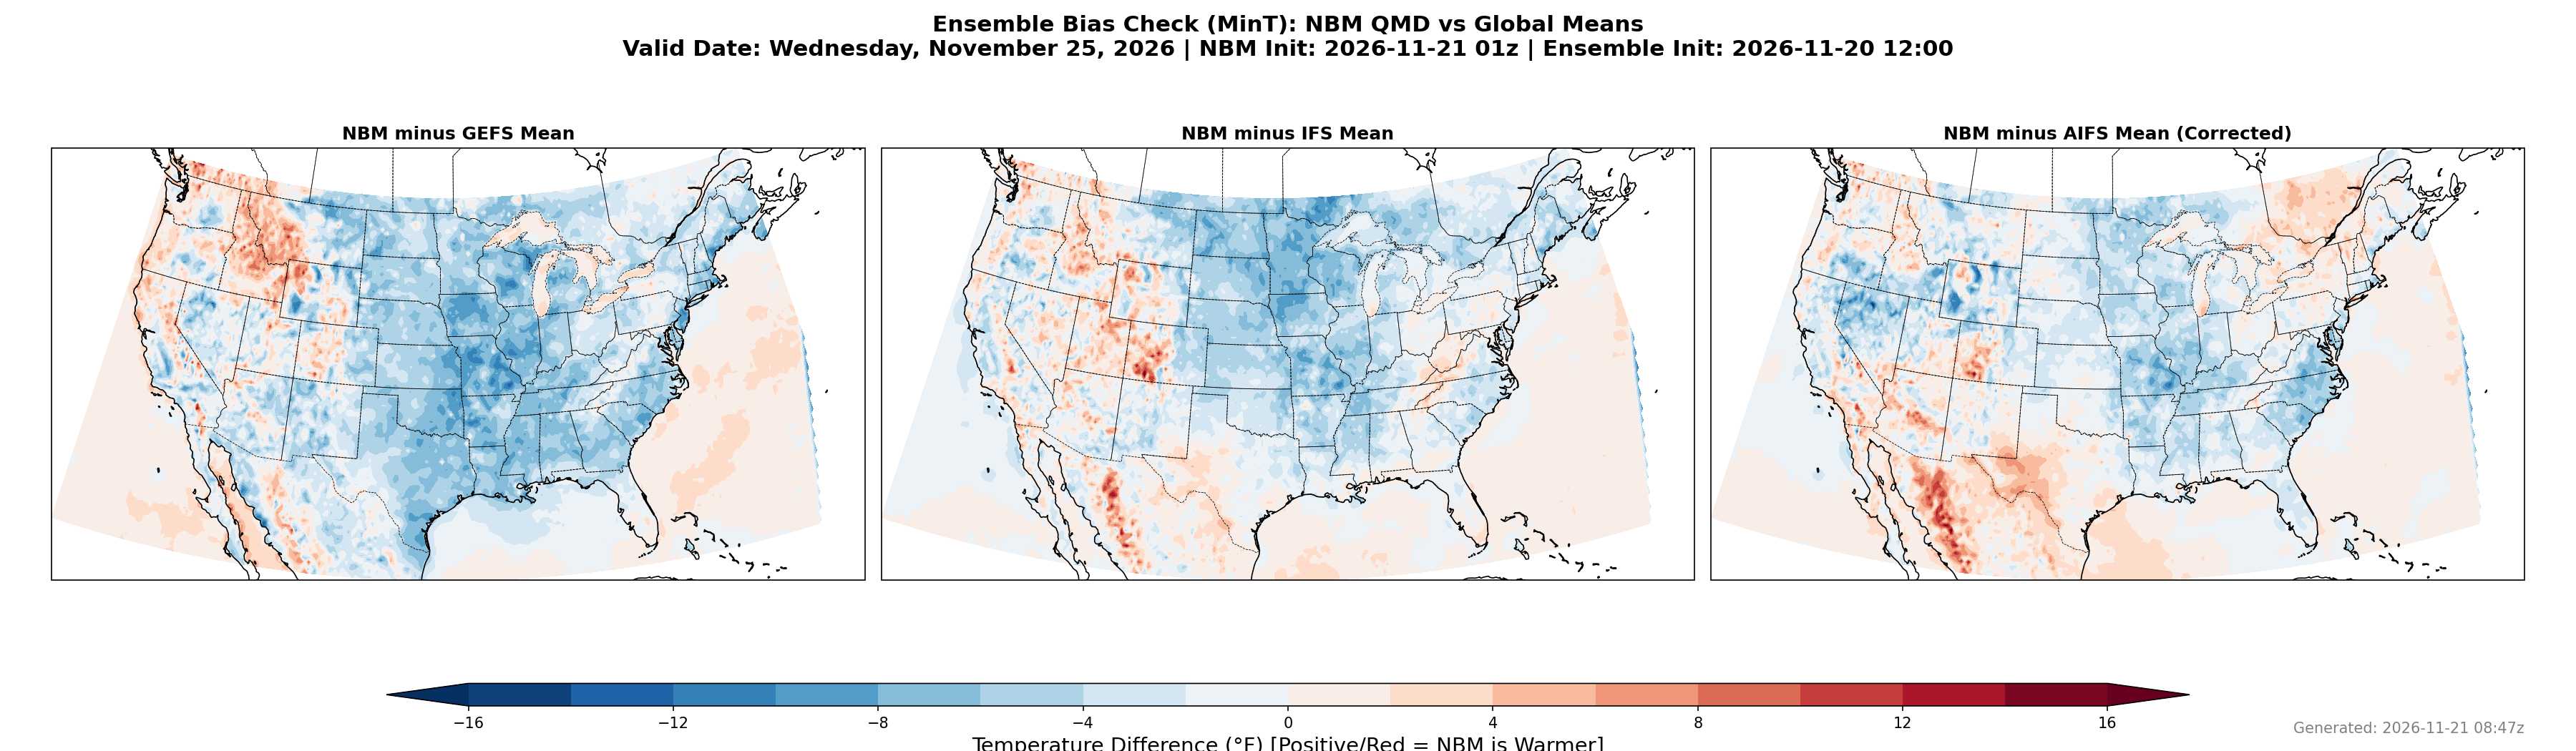 Ensemble Bias Check (MinT): NBM QMD vs Global Means
Valid Date: Wednesday, November 25, 2026 | NBM Init: 2026-11-21 01z | Ensemble Init: 2026-11-20 12:00
NBM minus GEFS Mean
NBM minus IFS Mean
NBM minus AIFS Mean (Corrected)
−16 −12 −8 −4 0 4 8 12 16
Generated: 2026-11-21 08:47z
Temperature Difference (°F) [Positive/Red = NBM is Warmer]